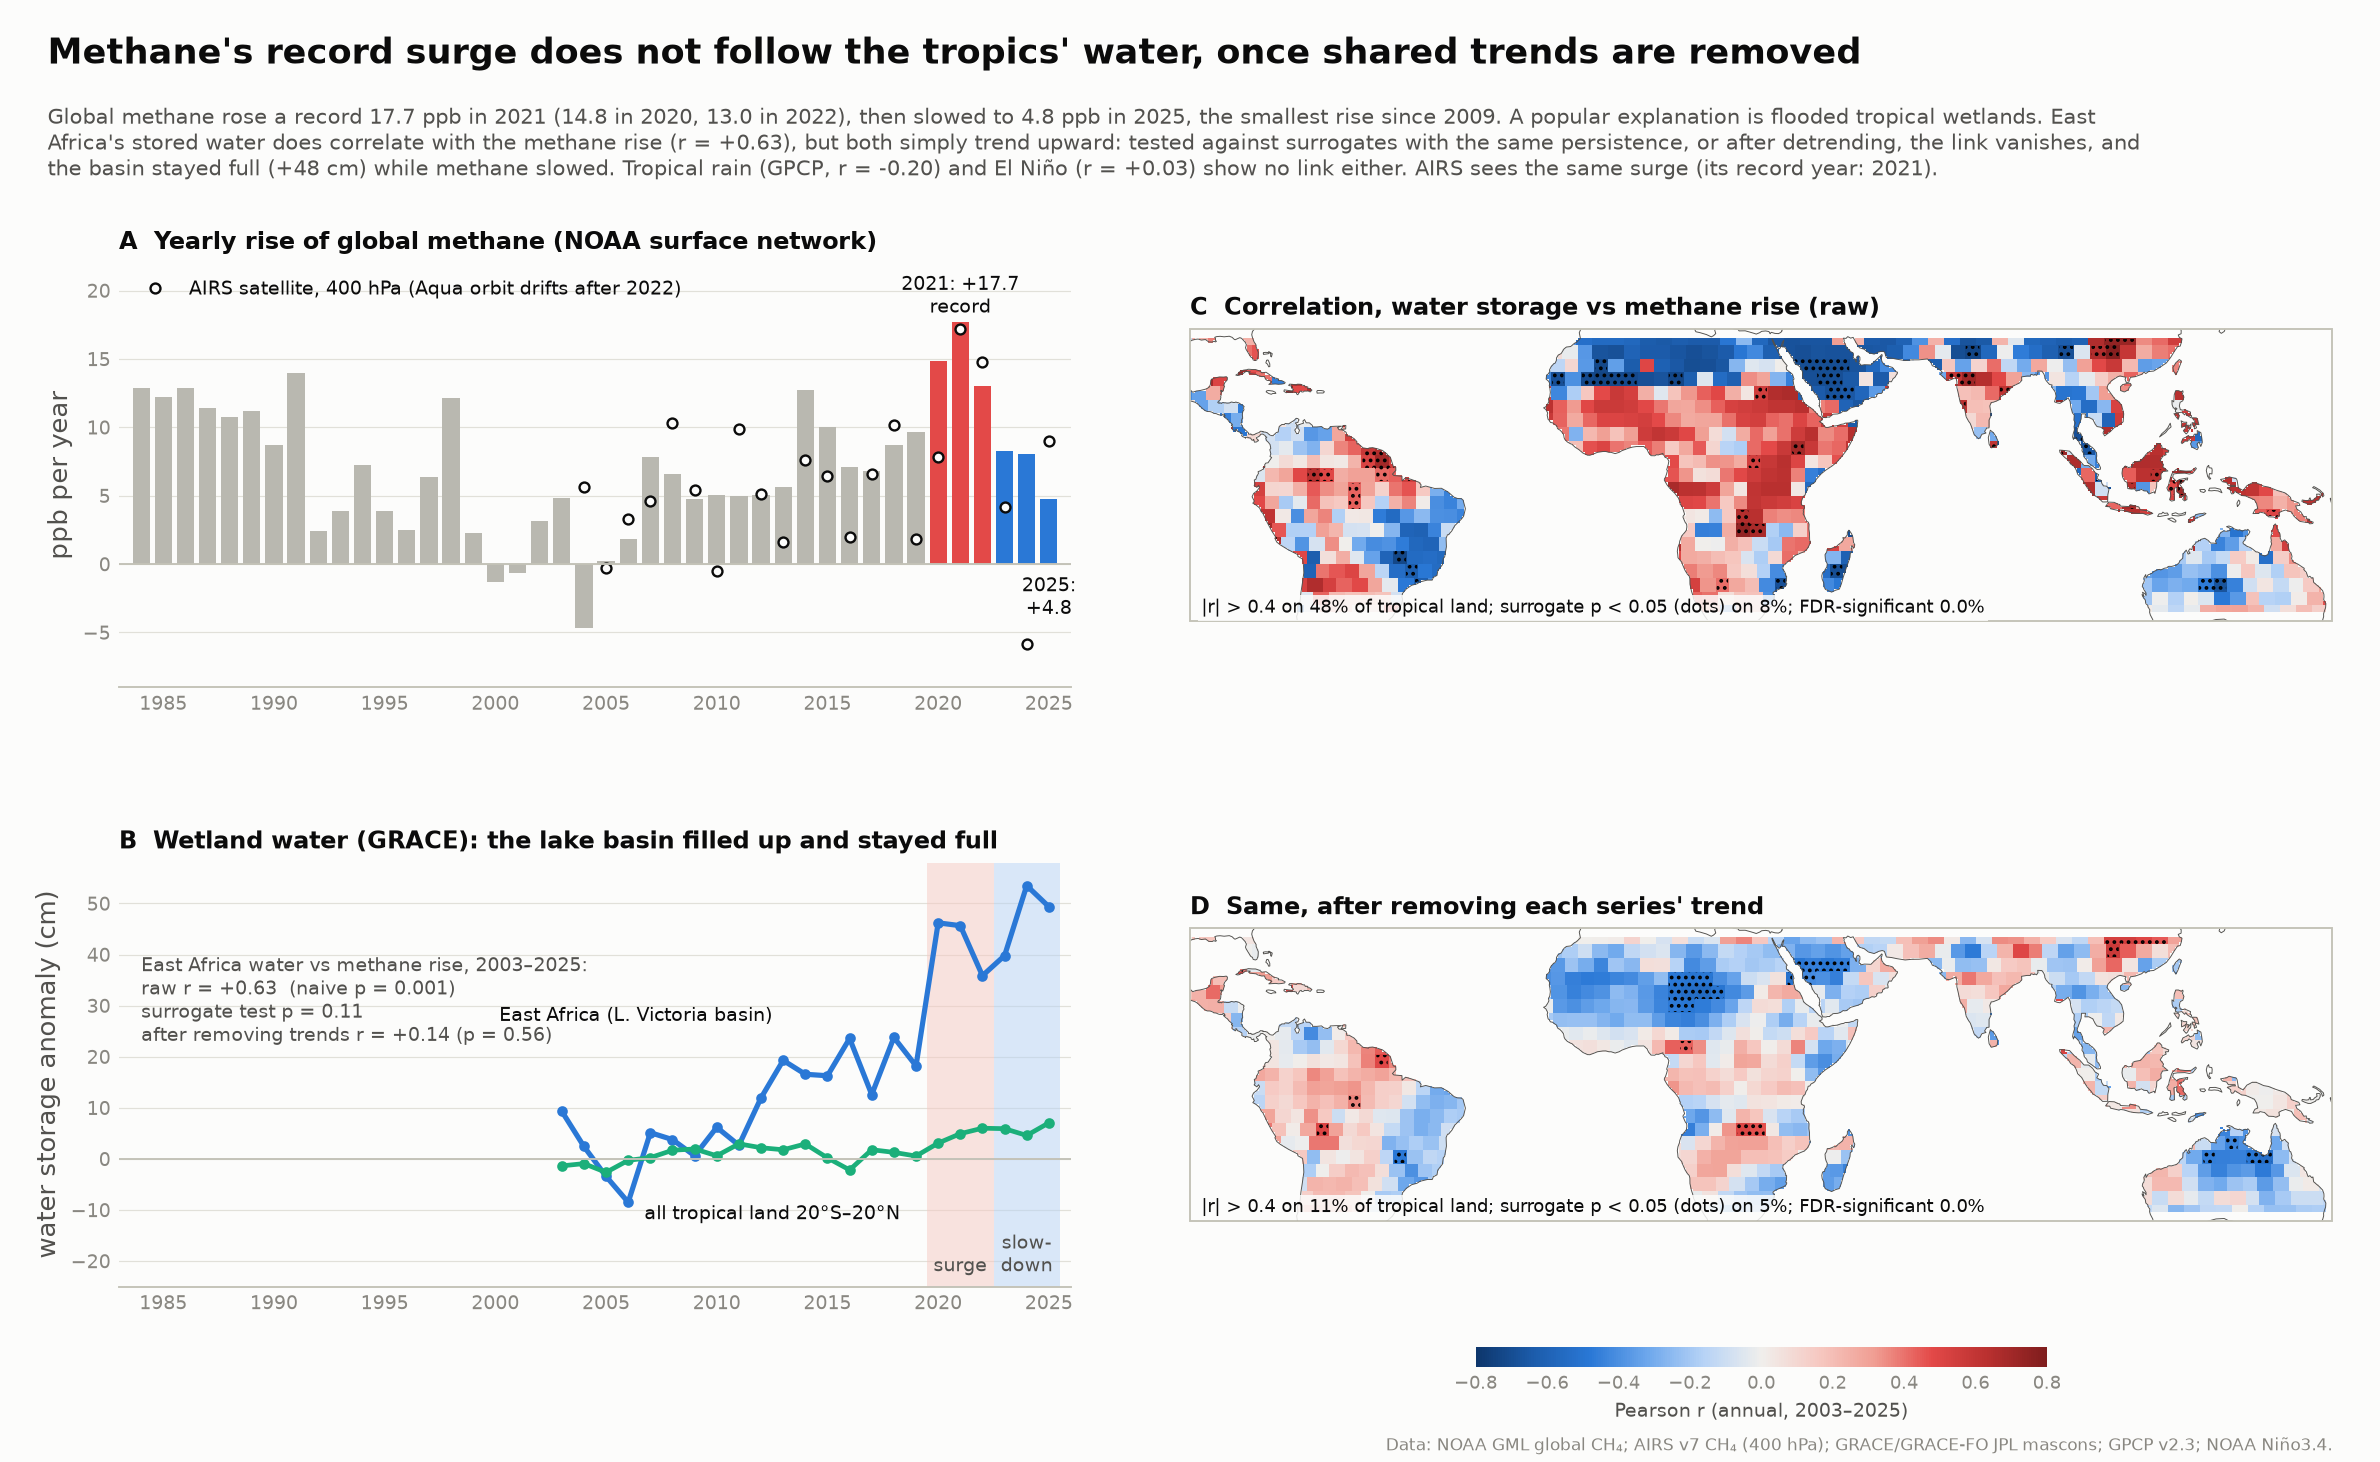 Methane's record surge does not follow the tropics' water, once shared trends are removed
Global methane rose a record 17.7 ppb in 2021 (14.8 in 2020, 13.0 in 2022), then slowed to 4.8 ppb in 2025, the smallest rise since 2009. A popular explanation is flooded tropical wetlands. East
Africa's stored water does correlate with the methane rise (r = +0.63), but both simply trend upward: tested against surrogates with the same persistence, or after detrending, the link vanishes, and
the basin stayed full (+48 cm) while methane slowed. Tropical rain (GPCP, r = -0.20) and El Niño (r = +0.03) show no link either. AIRS sees the same surge (its record year: 2021).
A Yearly rise of global methane (NOAA surface network)
AIRS satellite, 400 hPa (Aqua orbit drifts after 2022)
2021: +17.7
record
2025:
+4.8
ppb per year
20
15
10
5
0
−5
1985 1990 1995 2000 2005 2010 2015 2020 2025
B Wetland water (GRACE): the lake basin filled up and stayed full
water storage anomaly (cm)
50
40
30
20
10
0
−10
−20
East Africa water vs methane rise, 2003–2025:
raw r = +0.63 (naive p = 0.001)
surrogate test p = 0.11
after removing trends r = +0.14 (p = 0.56)
East Africa (L. Victoria basin)
all tropical land 20°S–20°N
surge
slow-
down
1985 1990 1995 2000 2005 2010 2015 2020 2025
C Correlation, water storage vs methane rise (raw)
|r| > 0.4 on 48% of tropical land; surrogate p < 0.05 (dots) on 8%; FDR-significant 0.0%
D Same, after removing each series' trend
|r| > 0.4 on 11% of tropical land; surrogate p < 0.05 (dots) on 5%; FDR-significant 0.0%
−0.8 −0.6 −0.4 −0.2 0.0 0.2 0.4 0.6 0.8
Pearson r (annual, 2003–2025)
Data: NOAA GML global CH₄; AIRS v7 CH₄ (400 hPa); GRACE/GRACE-FO JPL mascons; GPCP v2.3; NOAA Niño3.4.